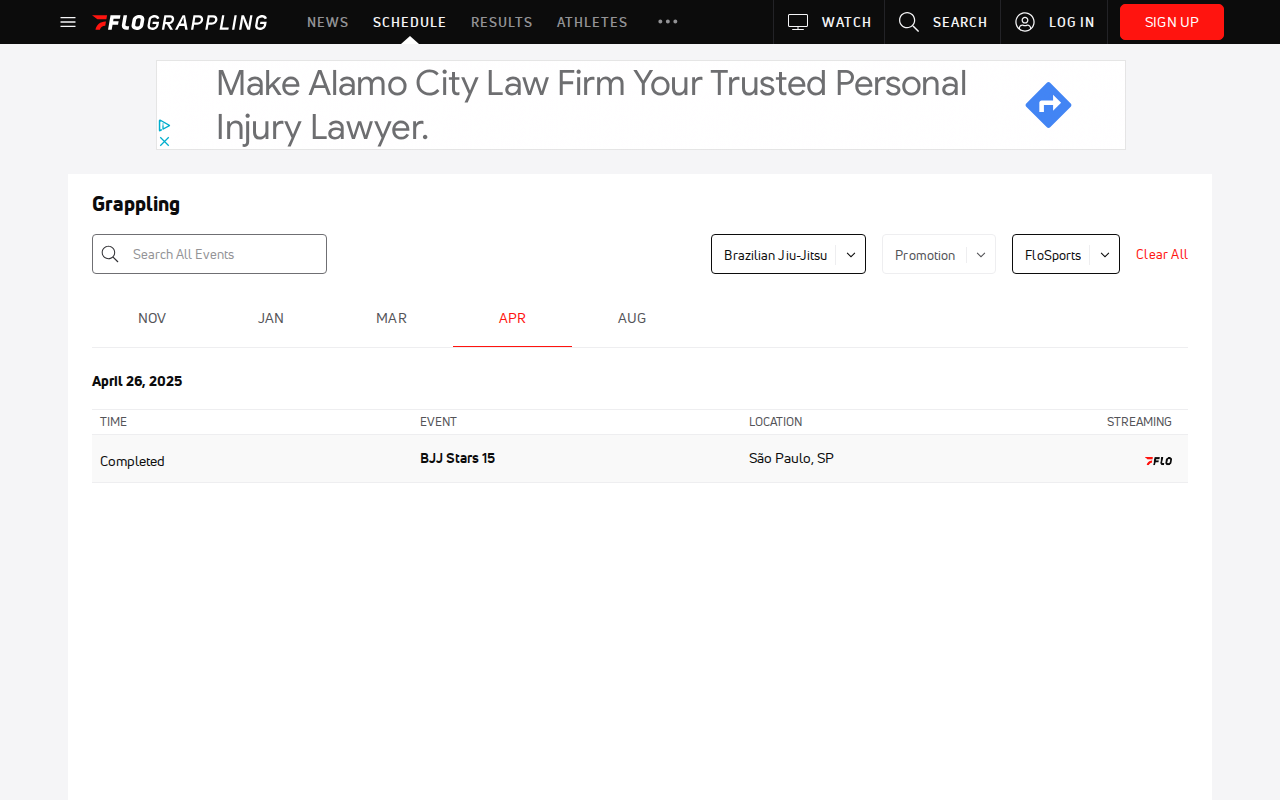 FLOGRAPPLING NEWS SCHEDULE RESULTS ATHLETES WATCH SEARCH LOG IN SIGN UP
Make Alamo City Law Firm Your Trusted Personal
Injury Lawyer.
Grappling
Search All Events Brazilian Jiu-Jitsu Promotion FloSports Clear All
NOV JAN MAR APR AUG
April 26, 2025
TIME EVENT LOCATION STREAMING
Completed BJJ Stars 15 São Paulo, SP FLO